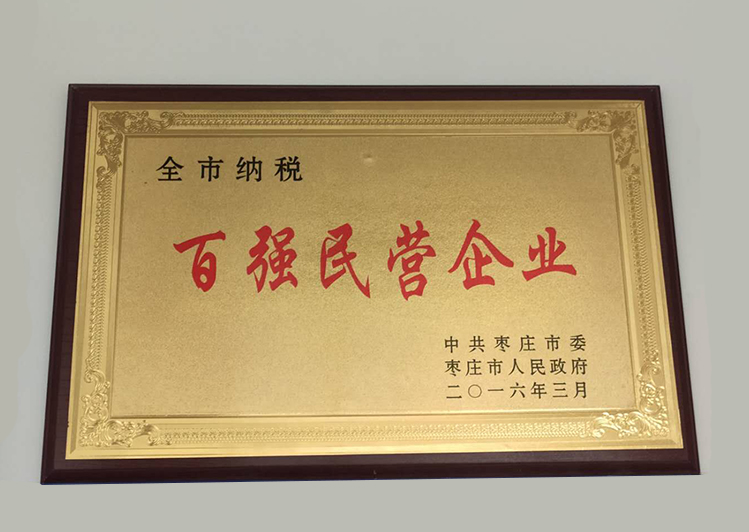 全市纳税
百强民营企业
中共枣庄市委
枣庄市人民政府
二〇一六年三月